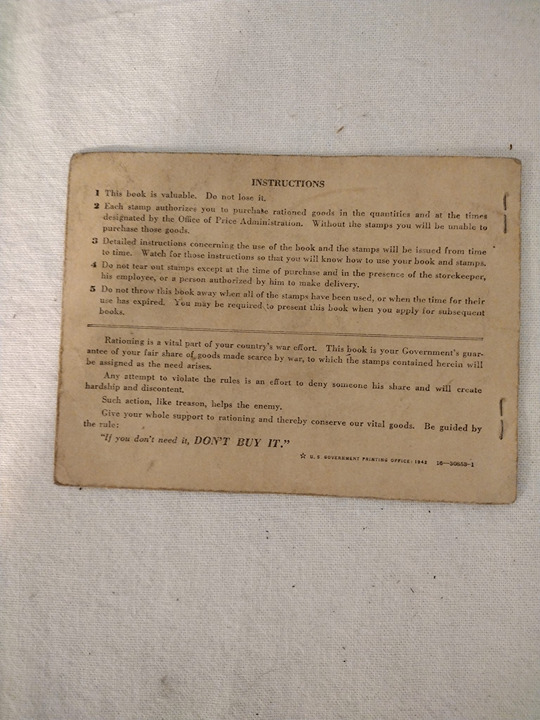 INSTRUCTIONS
1 This book is valuable. Do not lose it.
2 Each stamp authorizes you to purchase rationed goods in the quantities and at the times
designated by the Office of Price Administration. Without the stamps you will be unable to
purchase those goods.
3 Detailed instructions concerning the use of the book and the stamps will be issued from time
to time. Watch for those instructions so that you will know how to use your book and stamps.
4 Do not tear out stamps except at the time of purchase and in the presence of the storekeeper,
his employee, or a person authorized by him to make delivery.
5 Do not throw this book away when all of the stamps have been used, or when the time for their
use has expired. You may be required to present this book when you apply for subsequent
books.
Rationing is a vital part of your country's war effort. This book is your Government's guar-
antee of your fair share of goods made scarce by war, to which the stamps contained herein will
be assigned as the need arises.
Any attempt to violate the rules is an effort to deny someone his share and will create
hardship and discontent.
Such action, like treason, helps the enemy.
Give your whole support to rationing and thereby conserve our vital goods. Be guided by
the rule:
"If you don't need it, DON'T BUY IT."
☆ U. S. GOVERNMENT PRINTING OFFICE: 1942 16—30853-1